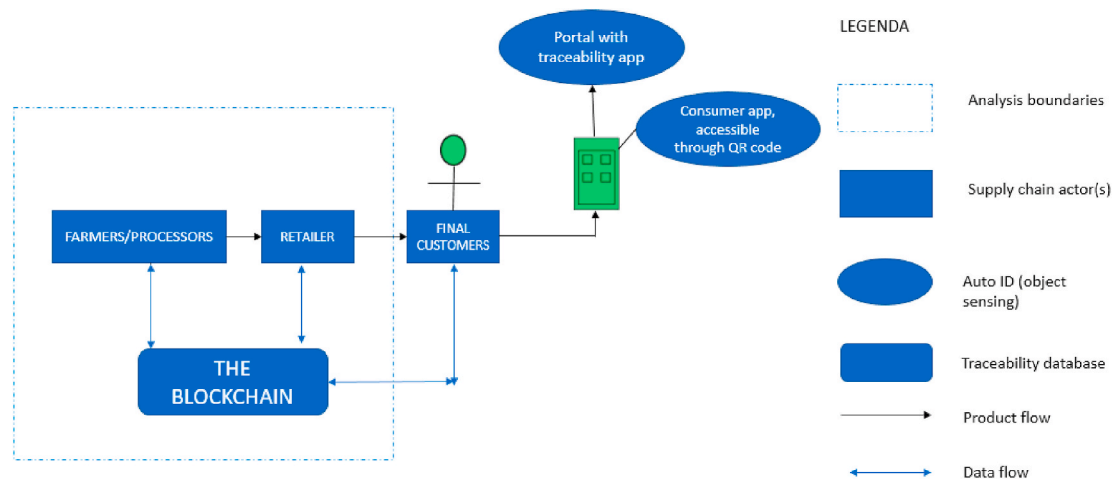 Portal with
traceability app
Consumer app,
accessible
through QR code
FARMERS/PROCESSORS
RETAILER
FINAL
CUSTOMERS
THE
BLOCKCHAIN
LEGENDA
Analysis boundaries
Supply chain actor(s)
Auto ID (object
sensing)
Traceability database
Product flow
Data flow